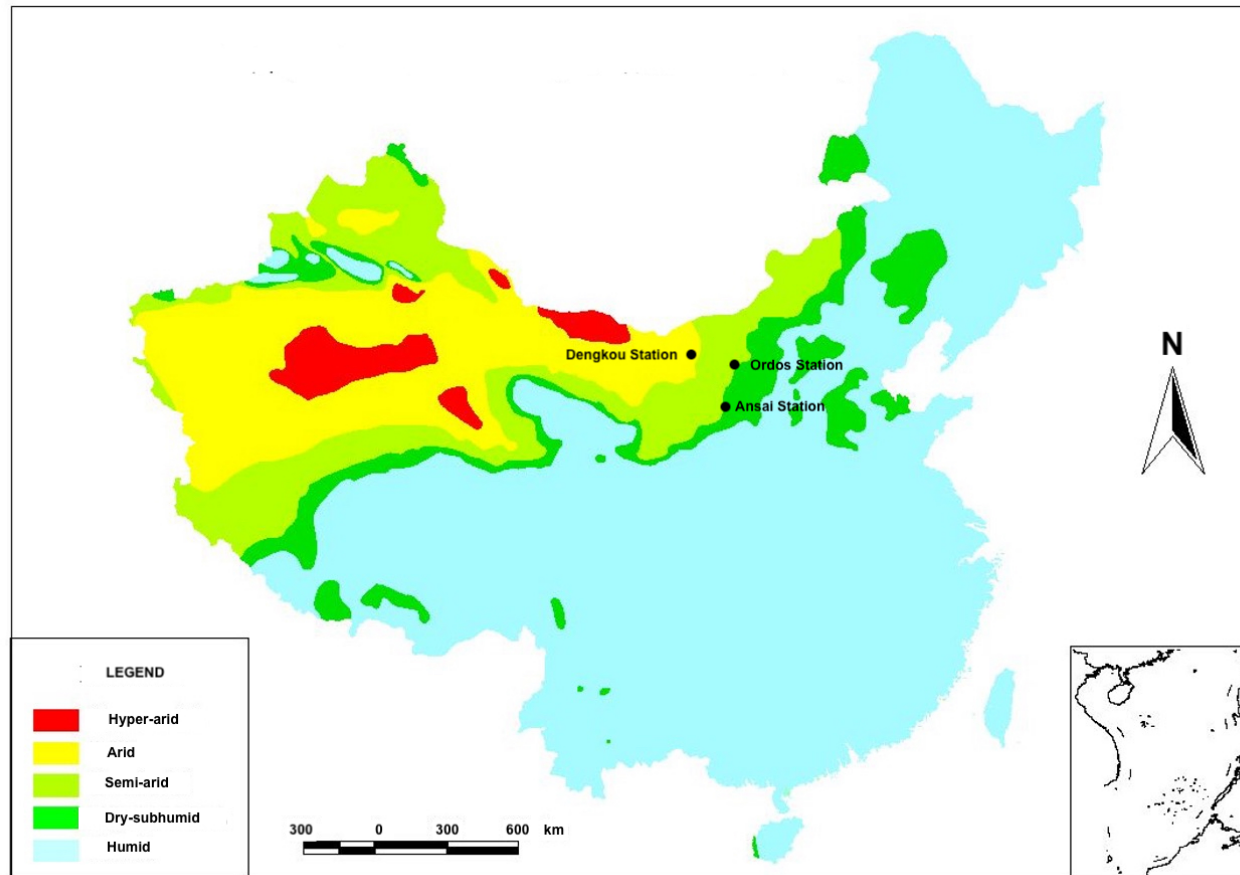 Dengkou Station
Ordos Station
Ansai Station
N
LEGEND
Hyper-arid
Arid
Semi-arid
Dry-subhumid
Humid
300 0 300 600 km